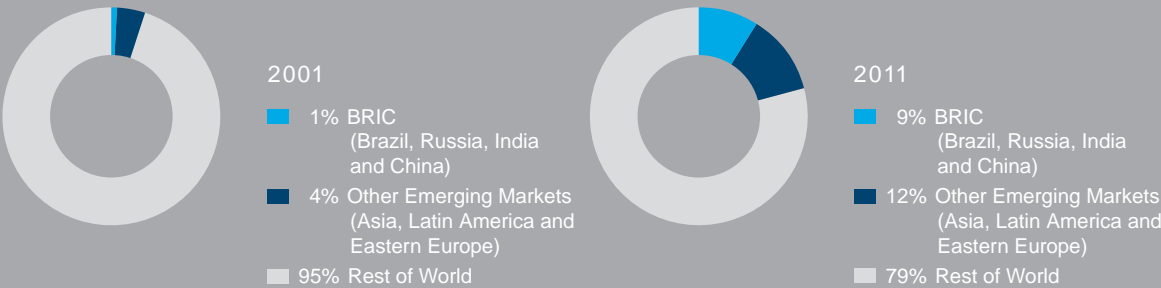 2001
1% BRIC
(Brazil, Russia, India
and China)
4% Other Emerging Markets
(Asia, Latin America and
Eastern Europe)
95% Rest of World
2011
9% BRIC
(Brazil, Russia, India
and China)
12% Other Emerging Markets
(Asia, Latin America and
Eastern Europe)
79% Rest of World